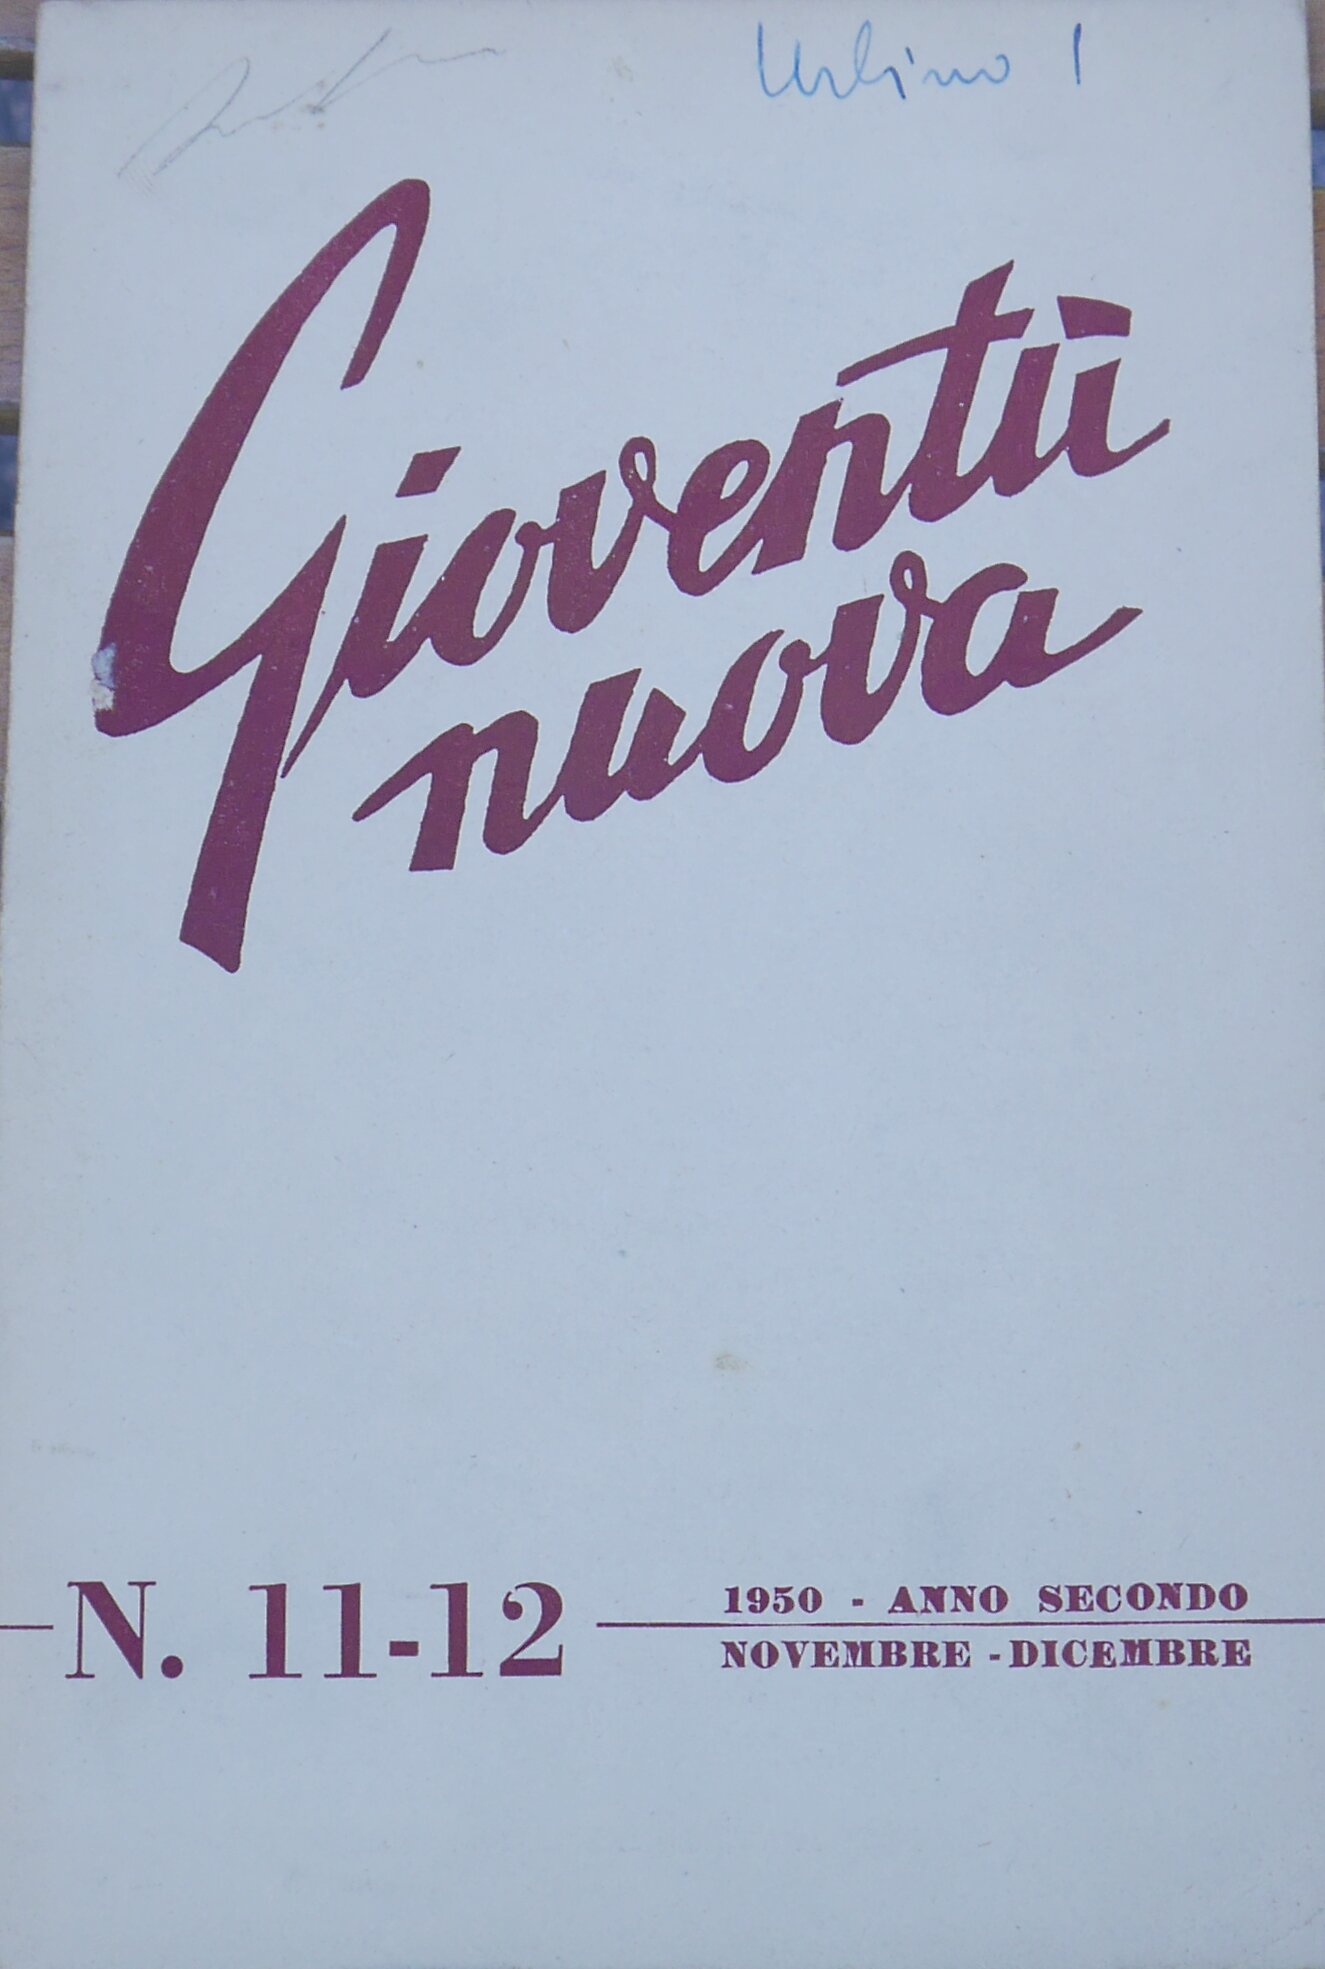 Urbino 1
Gioventù
nuova
N. 11-12
1950 - ANNO SECONDO
NOVEMBRE - DICEMBRE